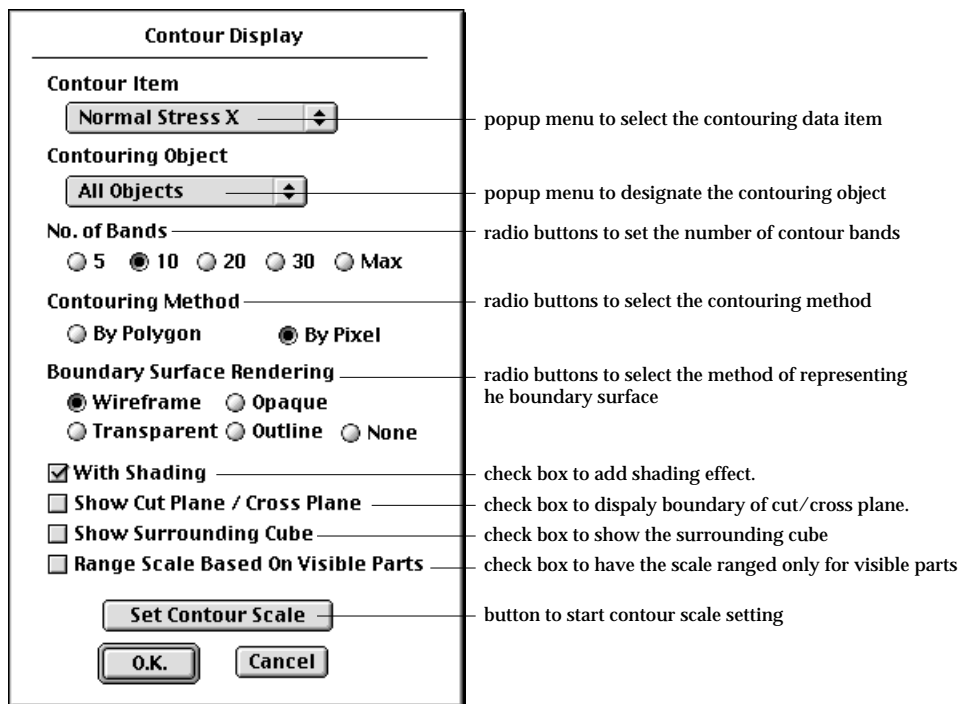 Contour Display
Contour Item
Normal Stress X
popup menu to select the contouring data item
Contouring Object
All Objects
popup menu to designate the contouring object
No. of Bands
radio buttons to set the number of contour bands
5 10 20 30 Max
Contouring Method
radio buttons to select the contouring method
By Polygon By Pixel
Boundary Surface Rendering
radio buttons to select the method of representing
he boundary surface
Wireframe Opaque
Transparent Outline None
With Shading
check box to add shading effect.
Show Cut Plane / Cross Plane
check box to dispaly boundary of cut/cross plane.
Show Surrounding Cube
check box to show the surrounding cube
Range Scale Based On Visible Parts
check box to have the scale ranged only for visible parts
Set Contour Scale
button to start contour scale setting
O.K. Cancel